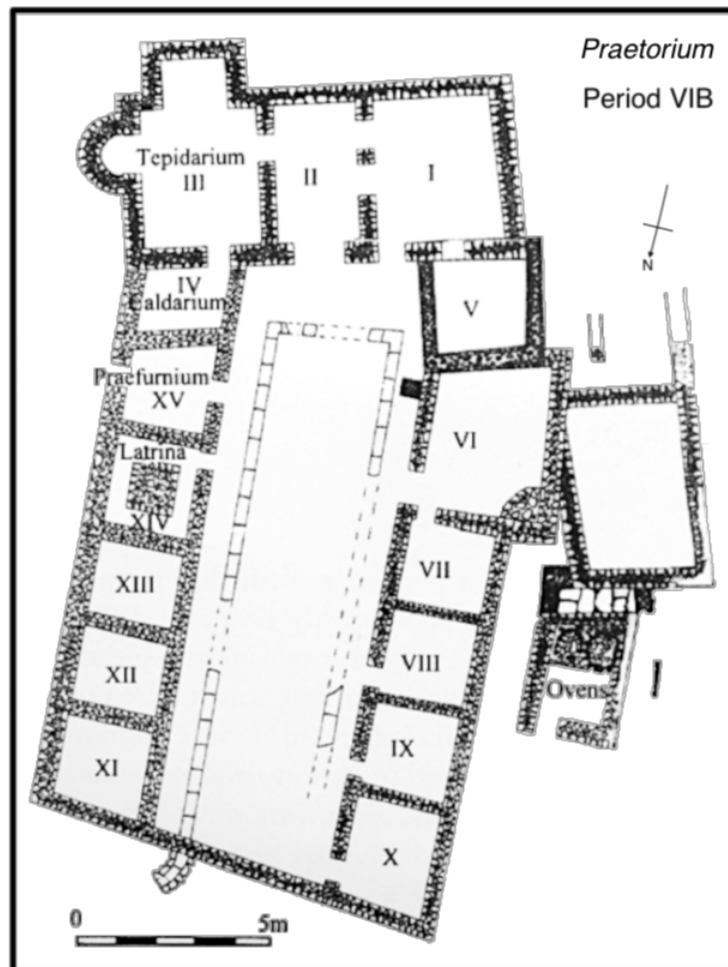 Praetorium
Period VIB
Tepidarium
III
II
I
N
IV
Caldarium
V
Praefurnium
XV
VI
Latrina
XIV
VII
XIII
VIII
XII
Ovens
IX
XI
X
0 5m